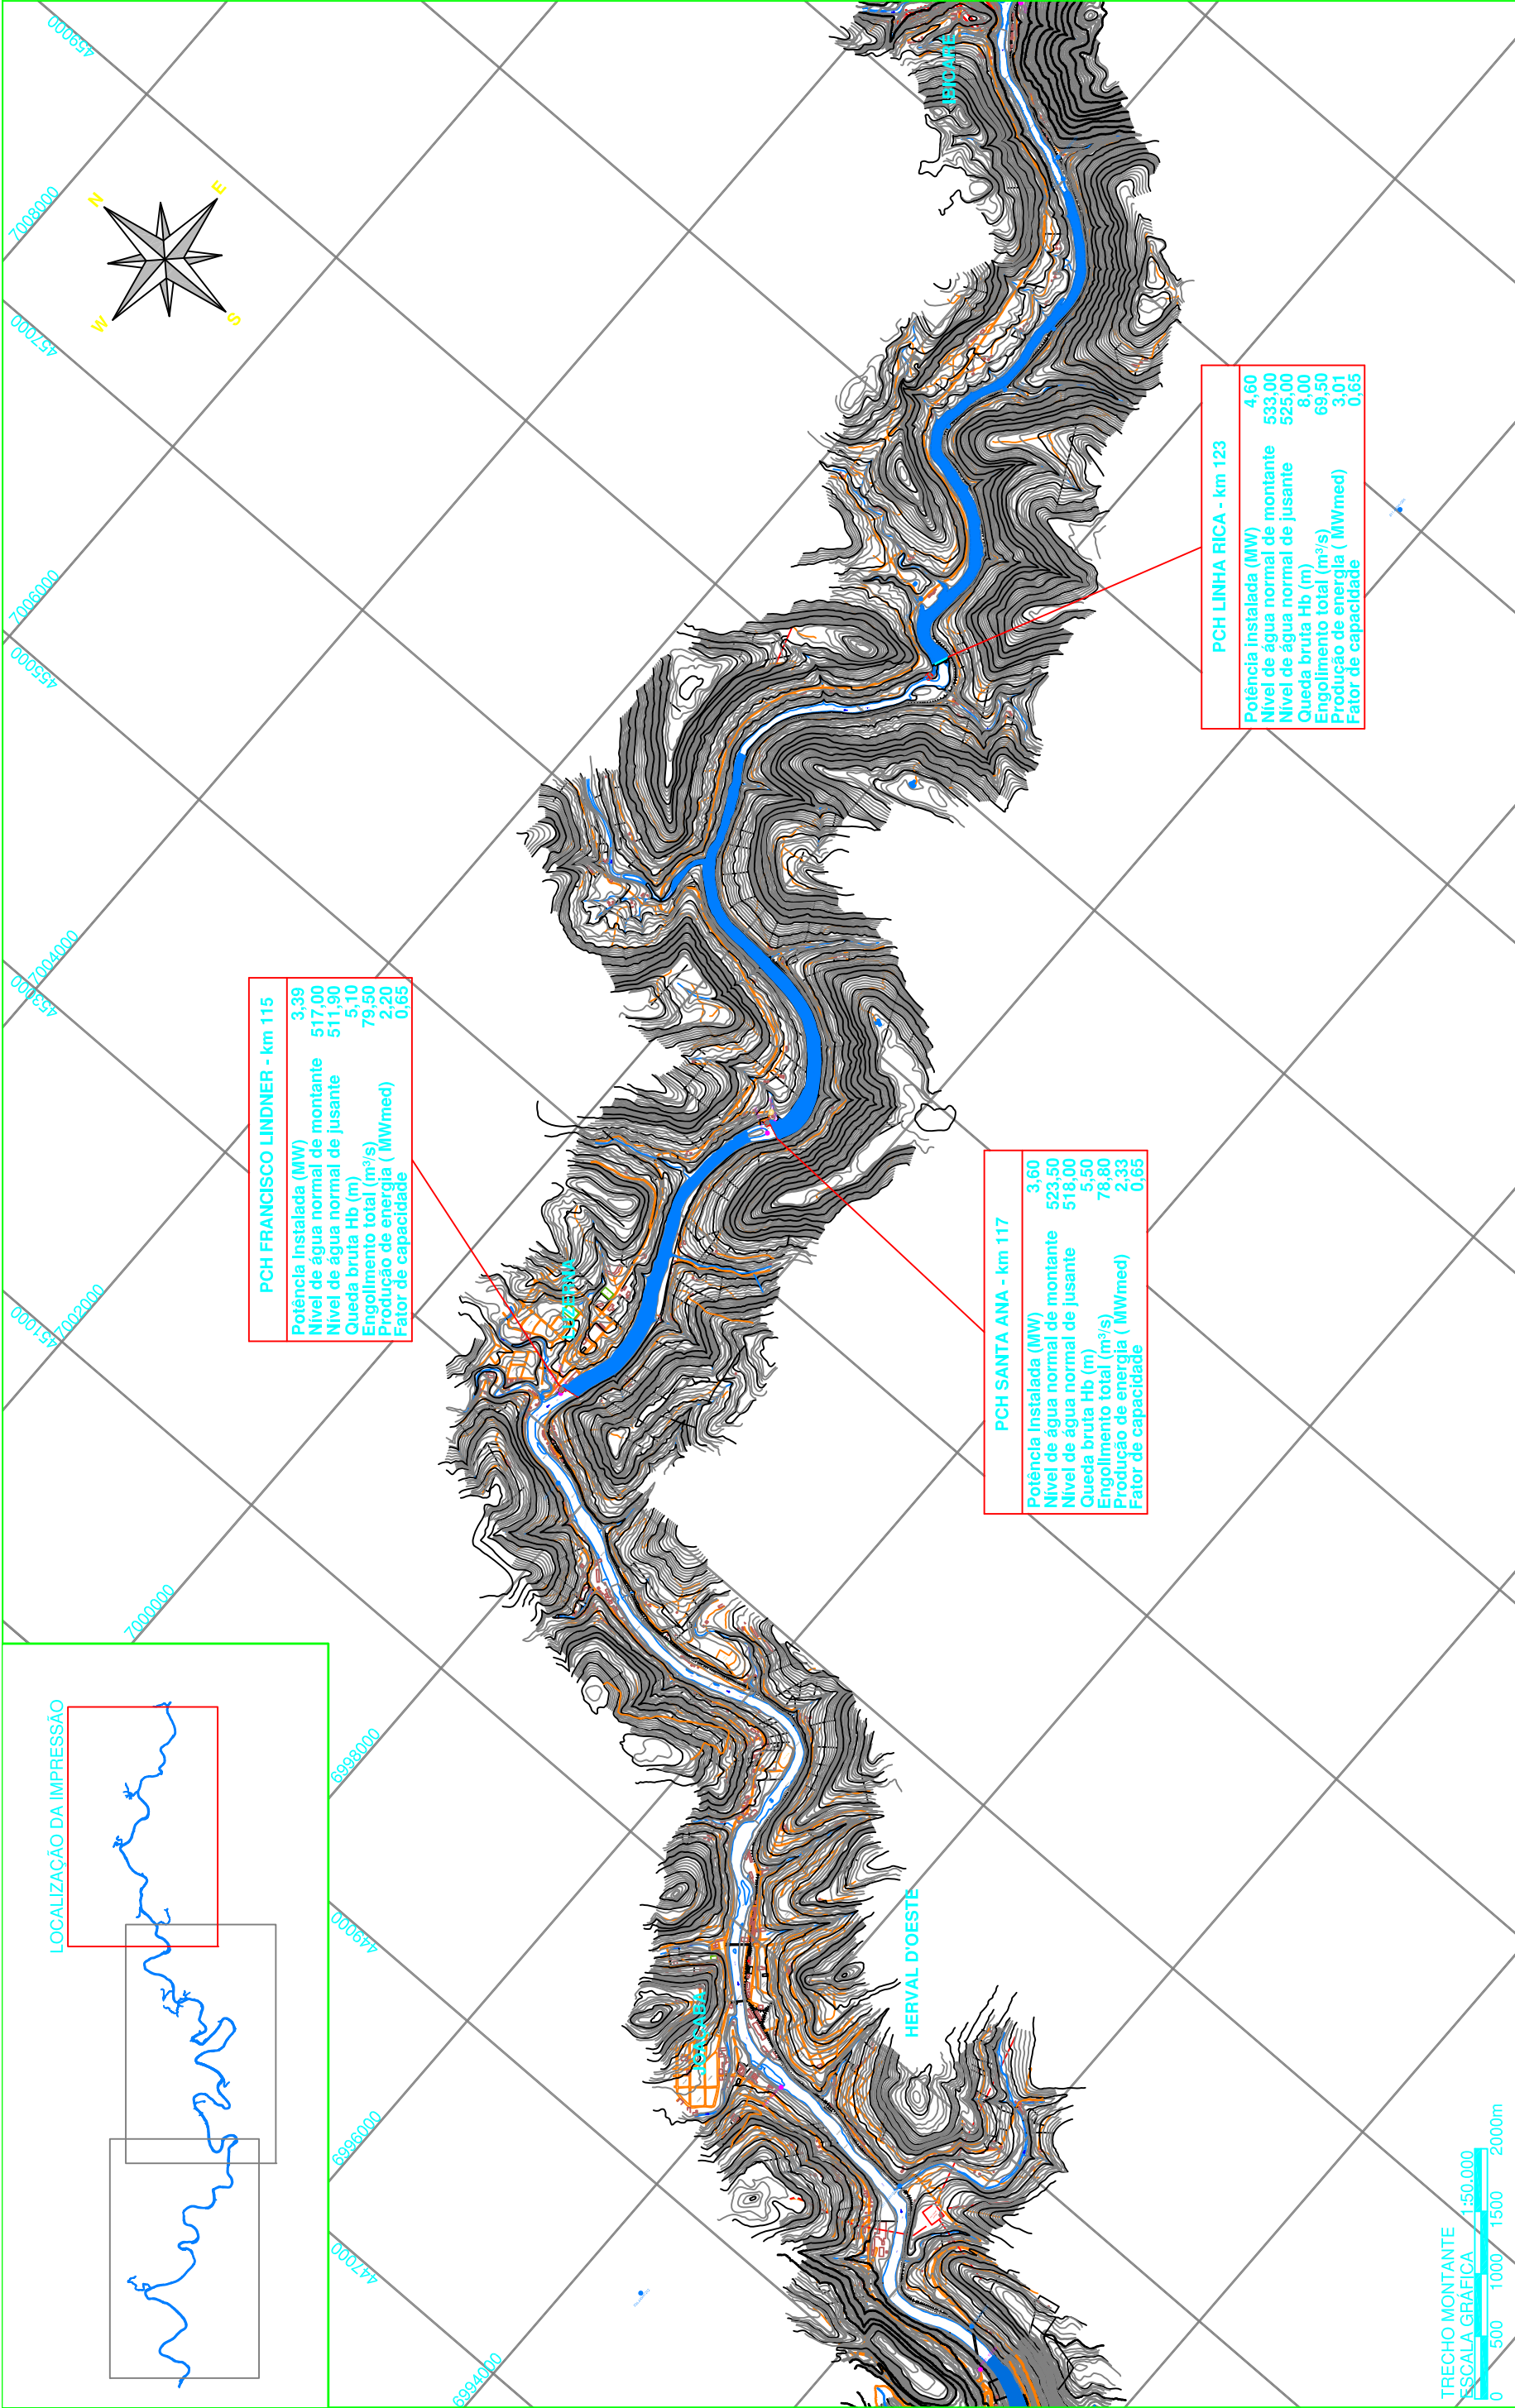 LOCALIZAÇÃO DA IMPRESSÃO
459000
7008000
457000
7006000
455000
7004000
453000
7002000
451000
7000000
6998000
449000
6996000
447000
6994000
N
E
S
W
IBICARÉ
LUZERNA
JOAÇABA
HERVAL D'OESTE
PCH FRANCISCO LINDNER - km 115
Potência Instalada (MW) 3,39
Nível de água normal de montante 517,00
Nível de água normal de jusante 511,90
Queda bruta Hb (m) 5,10
Engolimento total (m³/s) 79,50
Produção de energia ( MWmed) 2,20
Fator de capacidade 0,65
PCH SANTA ANA - km 117
Potência Instalada (MW) 3,60
Nível de água normal de montante 523,50
Nível de água normal de jusante 518,00
Queda bruta Hb (m) 5,50
Engolimento total (m³/s) 78,80
Produção de energia ( MWmed) 2,33
Fator de capacidade 0,65
PCH LINHA RICA - km 123
Potência instalada (MW) 4,60
Nível de água normal de montante 533,00
Nível de água normal de jusante 525,00
Queda bruta Hb (m) 8,00
Engolimento total (m³/s) 69,50
Produção de energia ( MWmed) 3,01
Fator de capacidade 0,65
TRECHO MONTANTE
ESCALA GRÁFICA 1:50.000
0 500 1000 1500 2000m